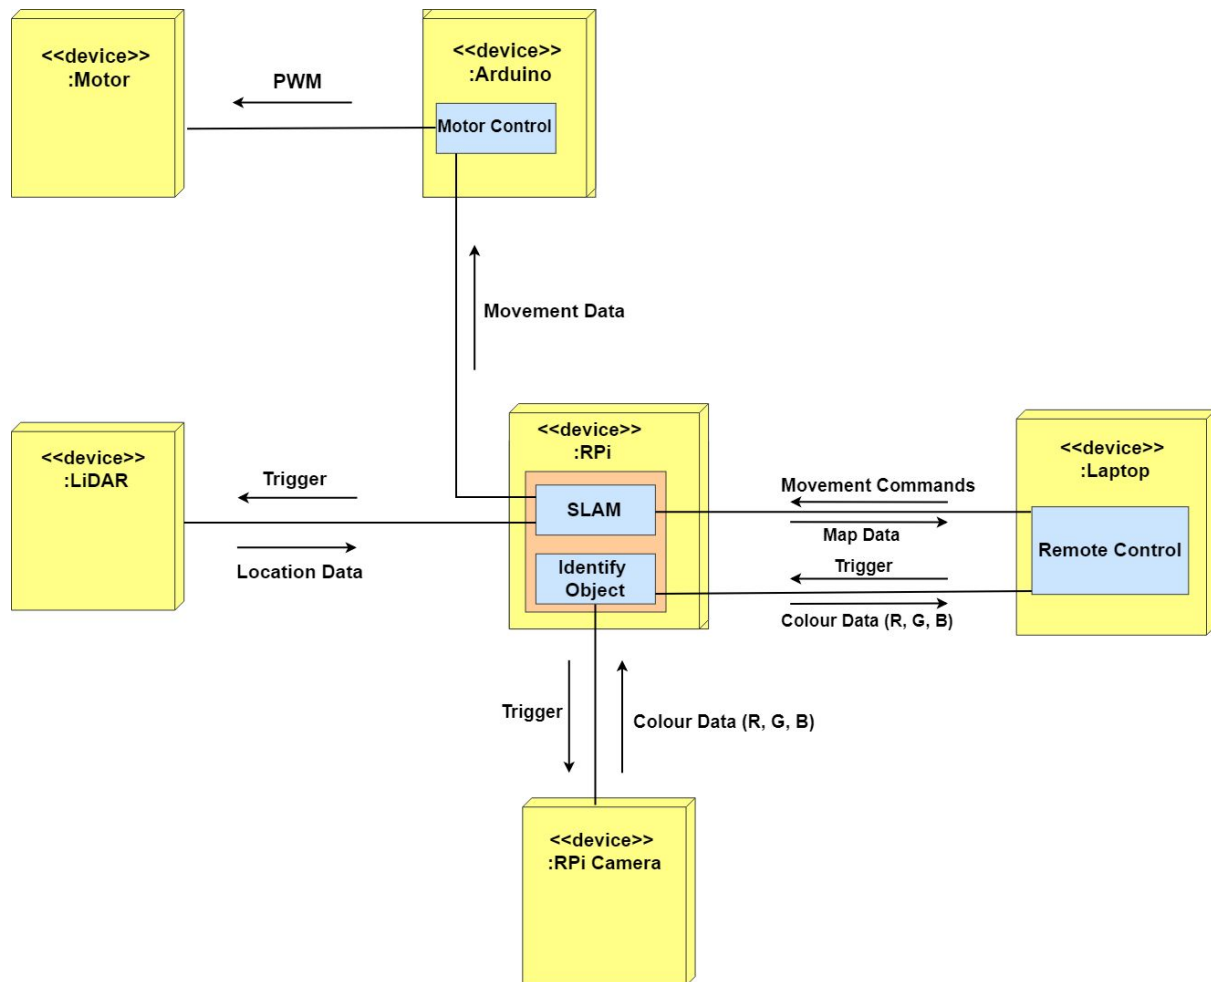 <<device>>
:Motor
PWM
<<device>>
:Arduino
Motor Control
Movement Data
<<device>>
:LiDAR
Trigger
Location Data
<<device>>
:RPi
SLAM
Identify
Object
Movement Commands
Map Data
Trigger
Colour Data (R, G, B)
<<device>>
:Laptop
Remote Control
Trigger
Colour Data (R, G, B)
<<device>>
:RPi Camera